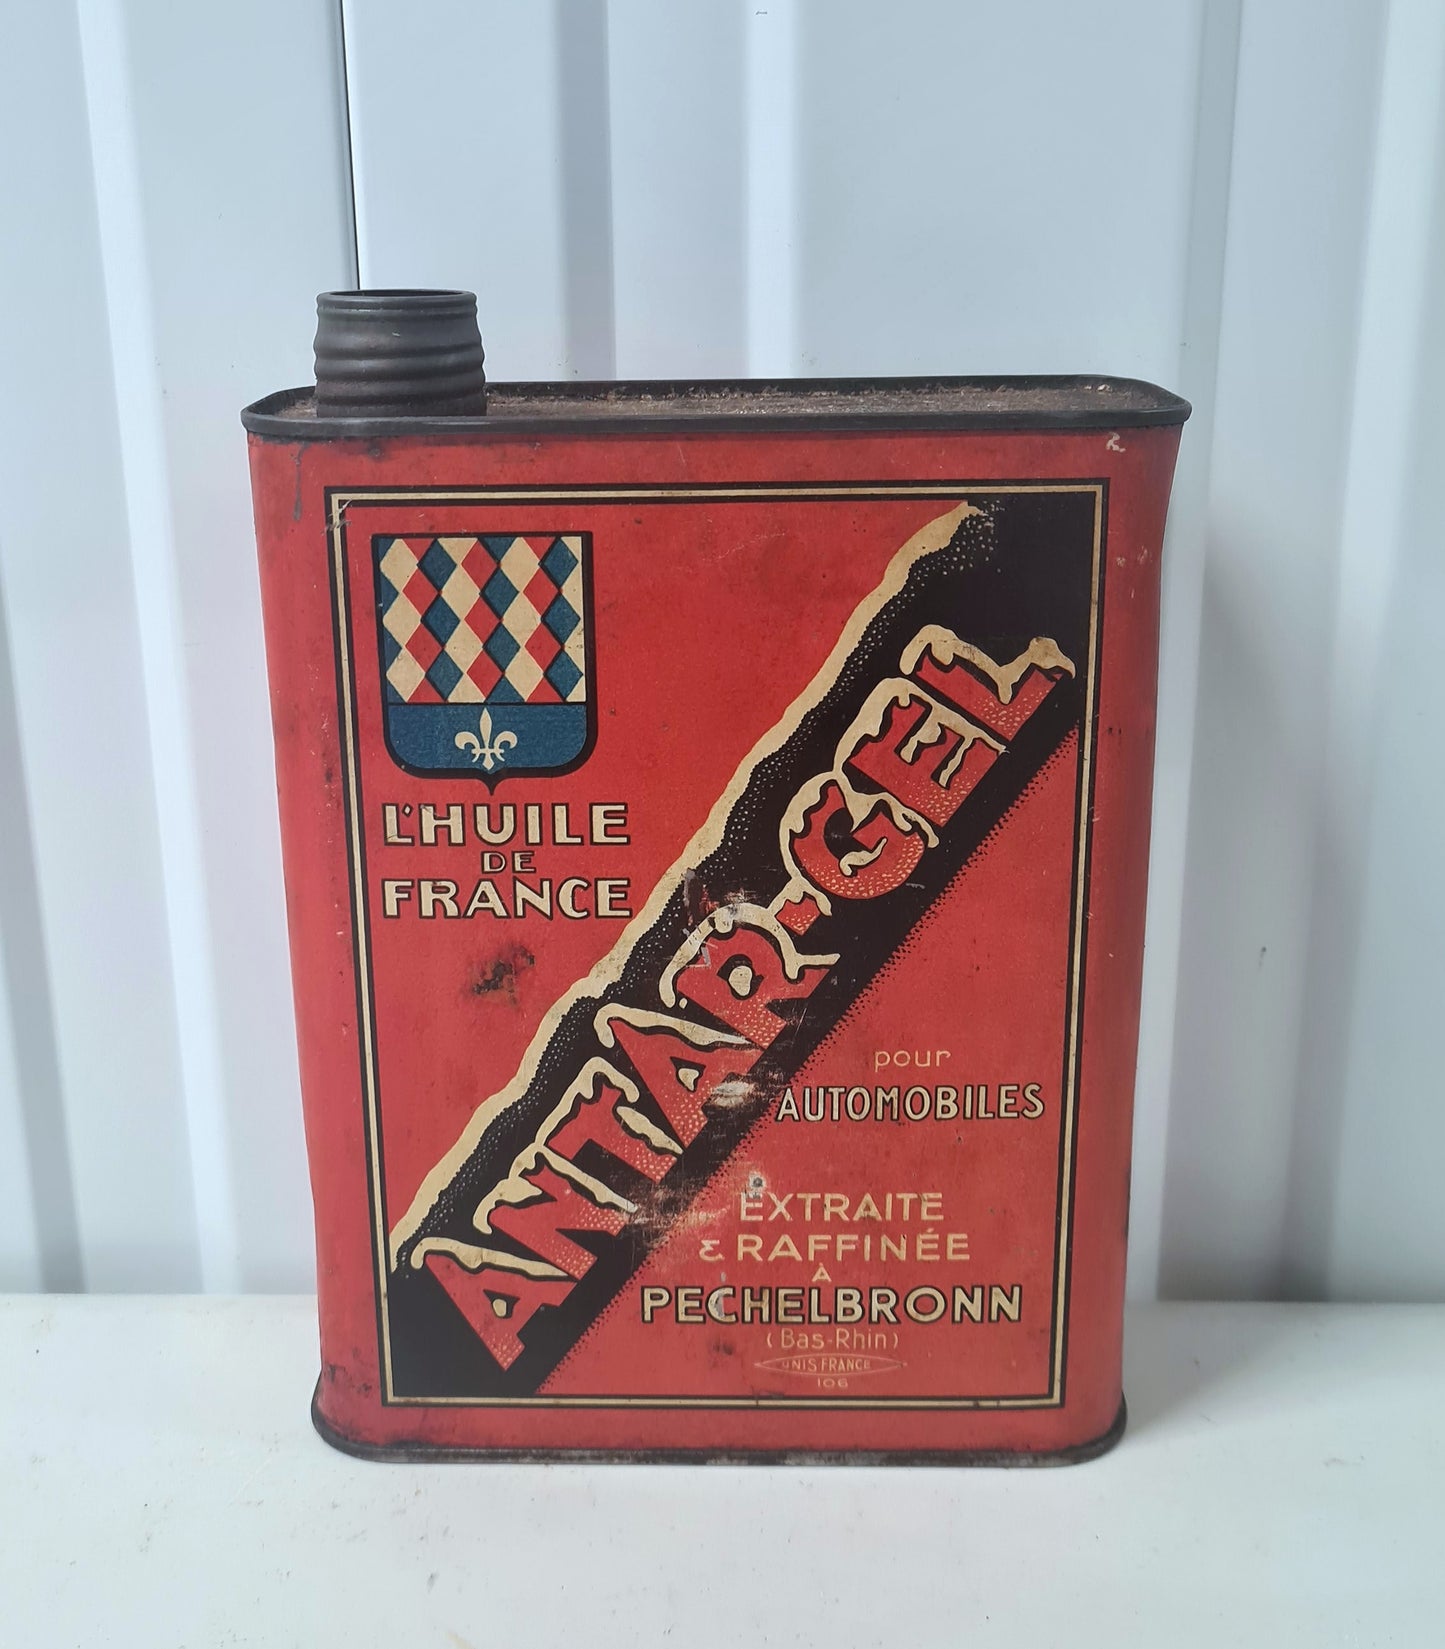 L'HUILE
DE
FRANCE
ANTAR-GEL
pour
AUTOMOBILES
EXTRAITE
& RAFFINÉE
À
PECHELBRONN
(Bas-Rhin)
UNIS FRANCE
106